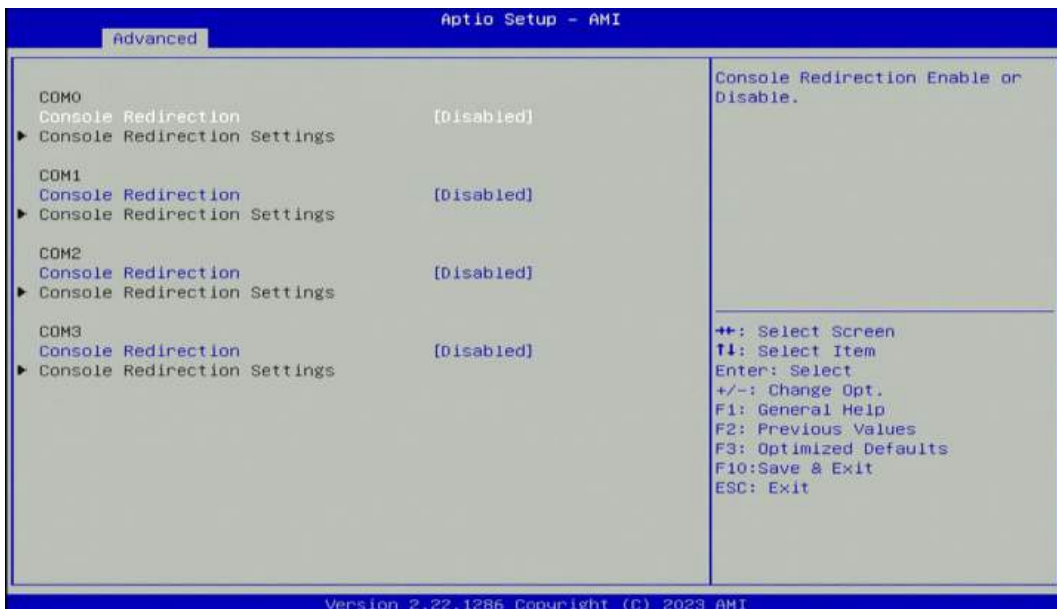 Aptio Setup - AMI
Advanced
COM0
Console Redirection [Disabled]
▶ Console Redirection Settings
COM1
Console Redirection [Disabled]
▶ Console Redirection Settings
COM2
Console Redirection [Disabled]
▶ Console Redirection Settings
COM3
Console Redirection [Disabled]
▶ Console Redirection Settings
Console Redirection Enable or
Disable.
→←: Select Screen
↑↓: Select Item
Enter: Select
+/-: Change Opt.
F1: General Help
F2: Previous Values
F3: Optimized Defaults
F10:Save & Exit
ESC: Exit
Version 2.22.1286 Copyright (C) 2023 AMI